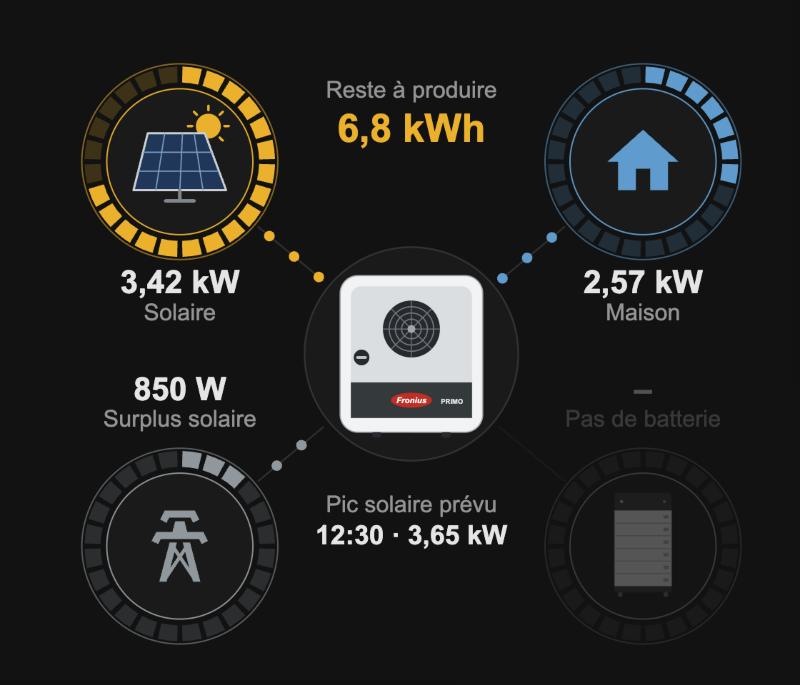 Reste à produire
6,8 kWh
3,42 kW
Solaire
2,57 kW
Maison
Fronius
PRIMO
850 W
Surplus solaire
–
Pas de batterie
Pic solaire prévu
12:30 · 3,65 kW